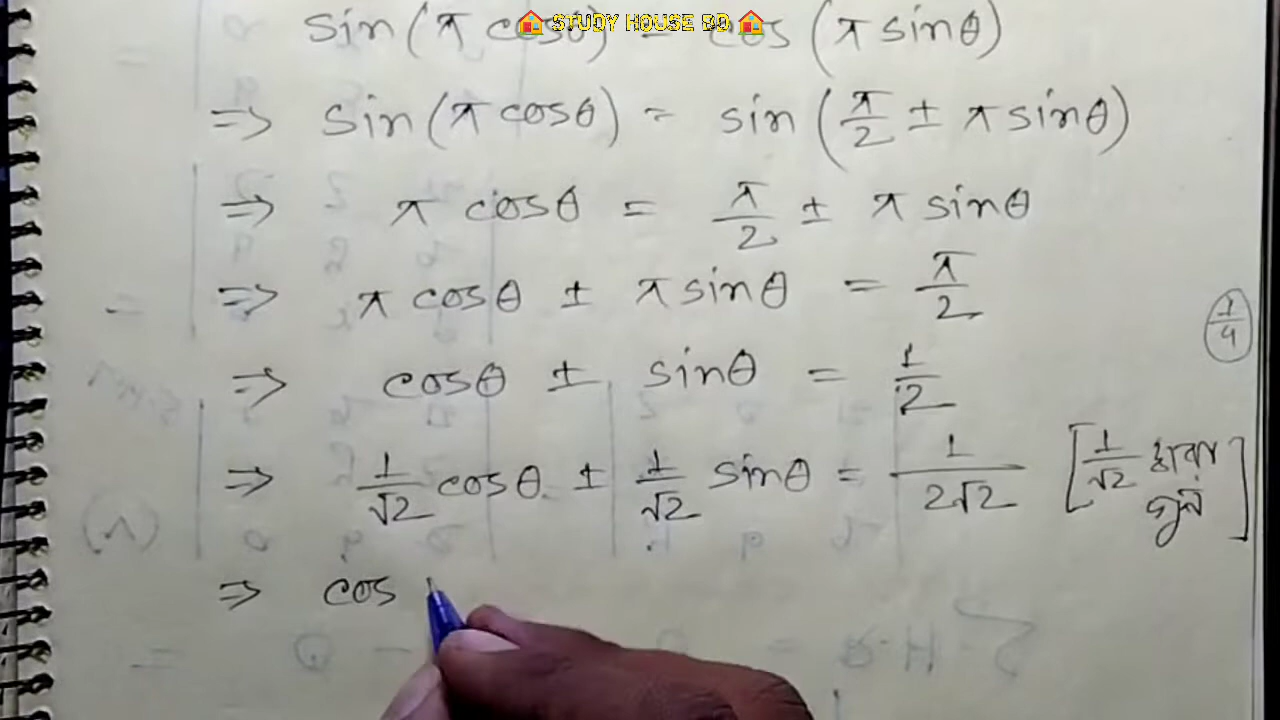 🏠 STUDY HOUSE BD 🏠
sin(π cosθ) = cos(π sinθ)
⇒ sin(π cosθ) = sin(π/2 ± π sinθ)
⇒ π cosθ = π/2 ± π sinθ
⇒ π cosθ ± π sinθ = π/2
1/4
⇒ cosθ ± sinθ = 1/2
⇒ 1/√2 cosθ ± 1/√2 sinθ = 1/2√2 [1/√2 দ্বারা গুন]
⇒ cos